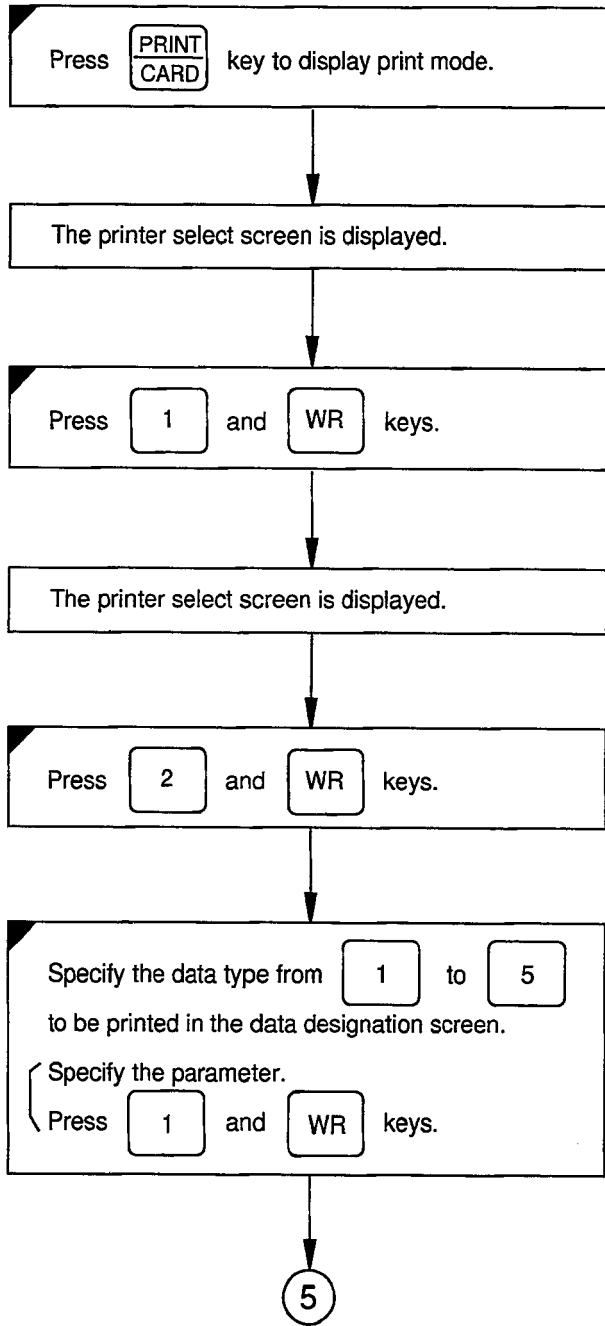 Press PRINT CARD key to display print mode.
The printer select screen is displayed.
Press 1 and WR keys.
The printer select screen is displayed.
Press 2 and WR keys.
Specify the data type from 1 to 5
to be printed in the data designation screen.
Specify the parameter.
Press 1 and WR keys.
5